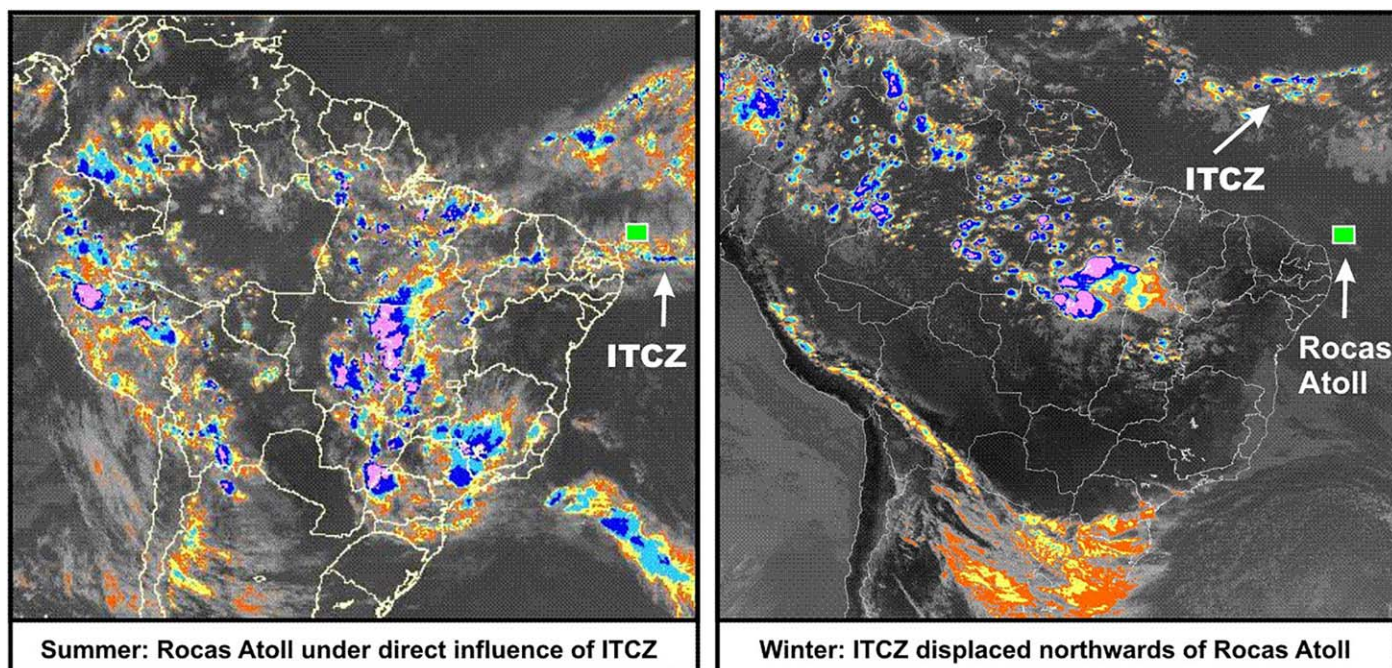 ITCZ
Summer: Rocas Atoll under direct influence of ITCZ
ITCZ
Rocas
Atoll
Winter: ITCZ displaced northwards of Rocas Atoll